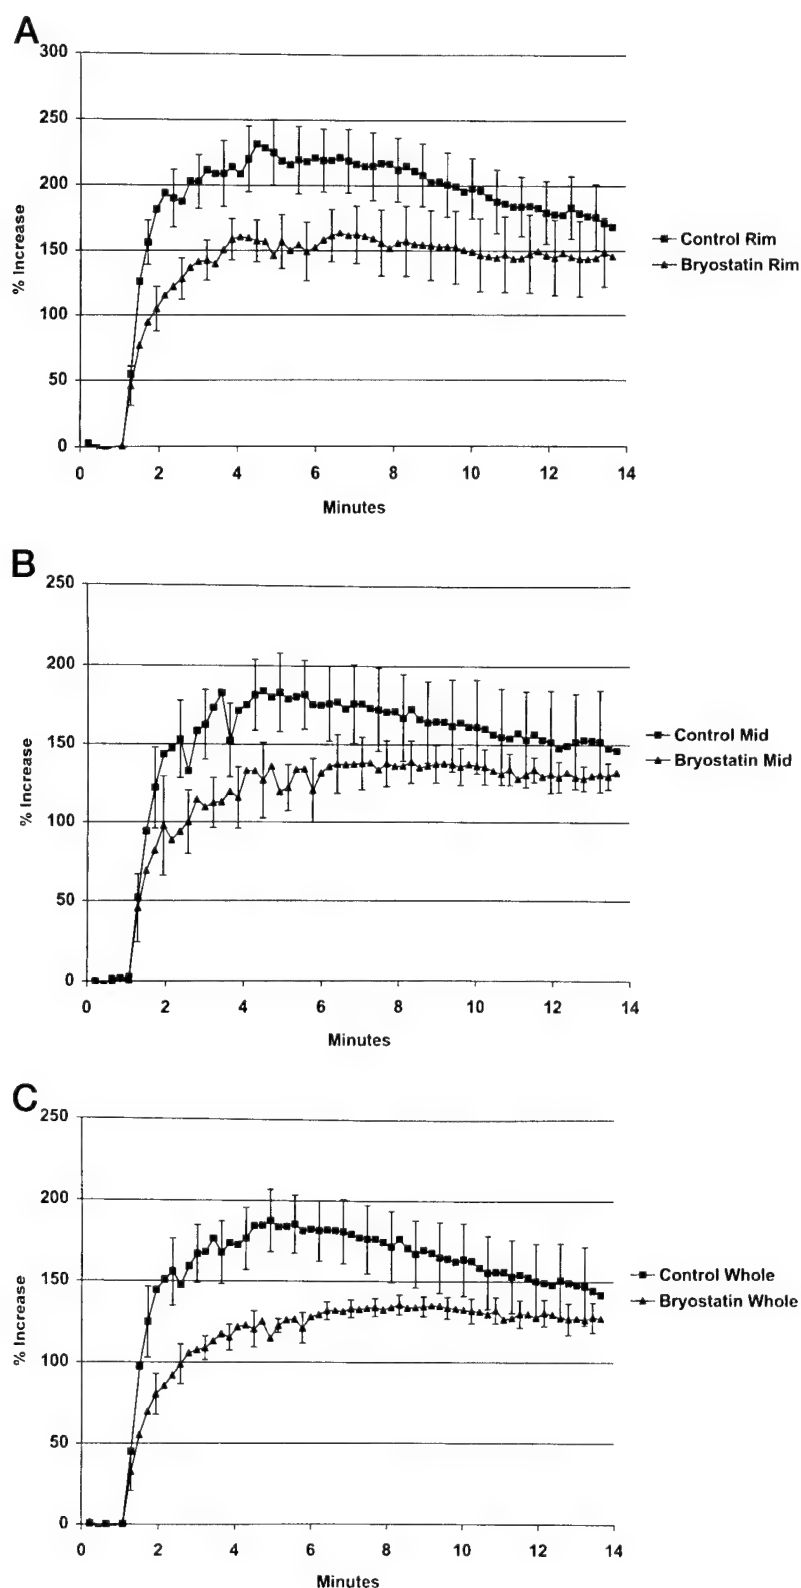 A
300
250
200
150
100
50
0
% Increase
0 2 4 6 8 10 12 14
Minutes
Control Rim
Bryostatin Rim
B
250
200
150
100
50
0
% Increase
0 2 4 6 8 10 12 14
Minutes
Control Mid
Bryostatin Mid
C
250
200
150
100
50
0
% Increase
0 2 4 6 8 10 12 14
Minutes
Control Whole
Bryostatin Whole